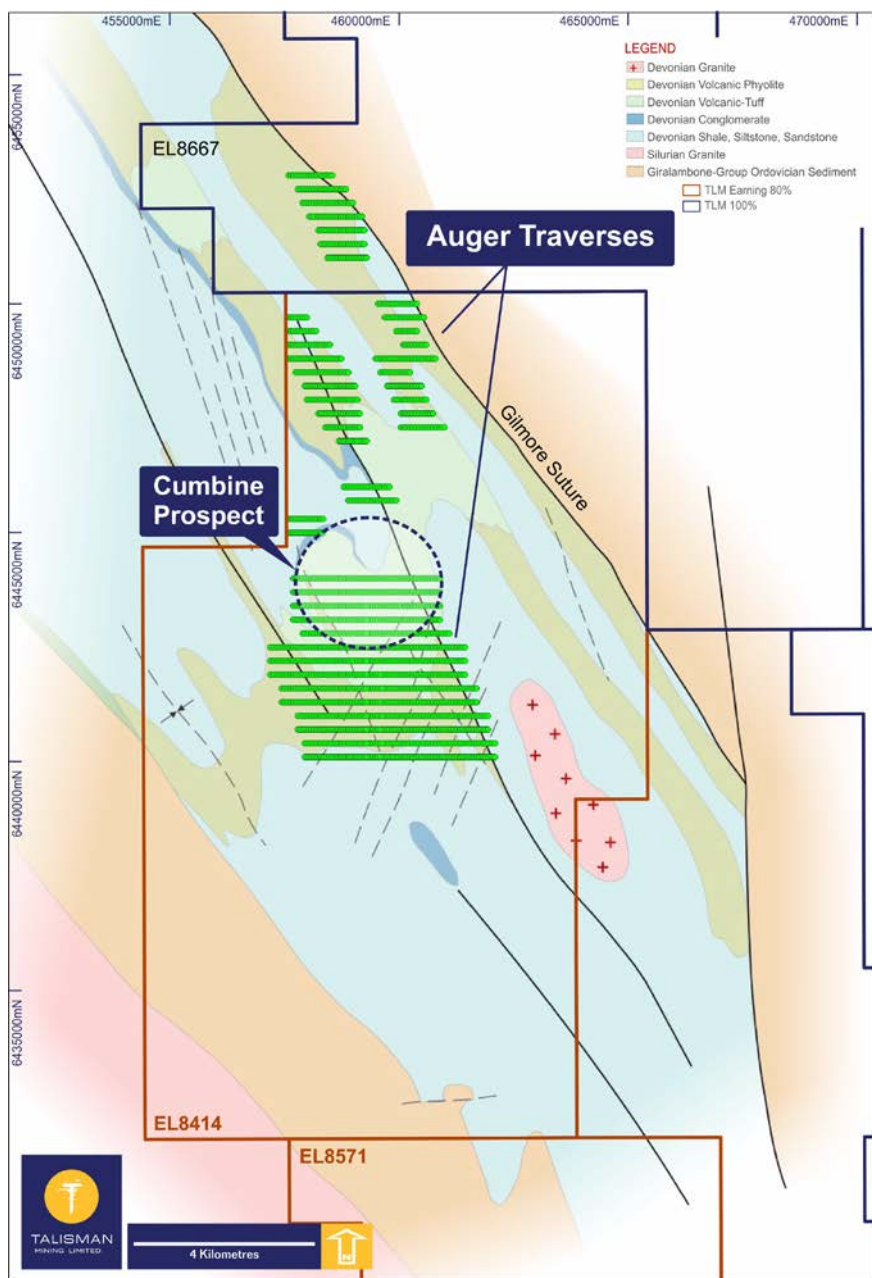 455000mE
460000mE
465000mE
470000mE
LEGEND
Devonian Granite
Devonian Volcanic Phyolite
Devonian Volcanic-Tuff
Devonian Conglomerate
Devonian Shale, Siltstone, Sandstone
Silurian Granite
Giralambone-Group Ordovician Sediment
TLM Earning 80%
TLM 100%
6455000mN
EL8667
Auger Traverses
6450000mN
Gilmore Suture
Cumbine
Prospect
6445000mN
6440000mN
6435000mN
EL8414
EL8571
TALISMAN
MINING LIMITED
4 Kilometres
N